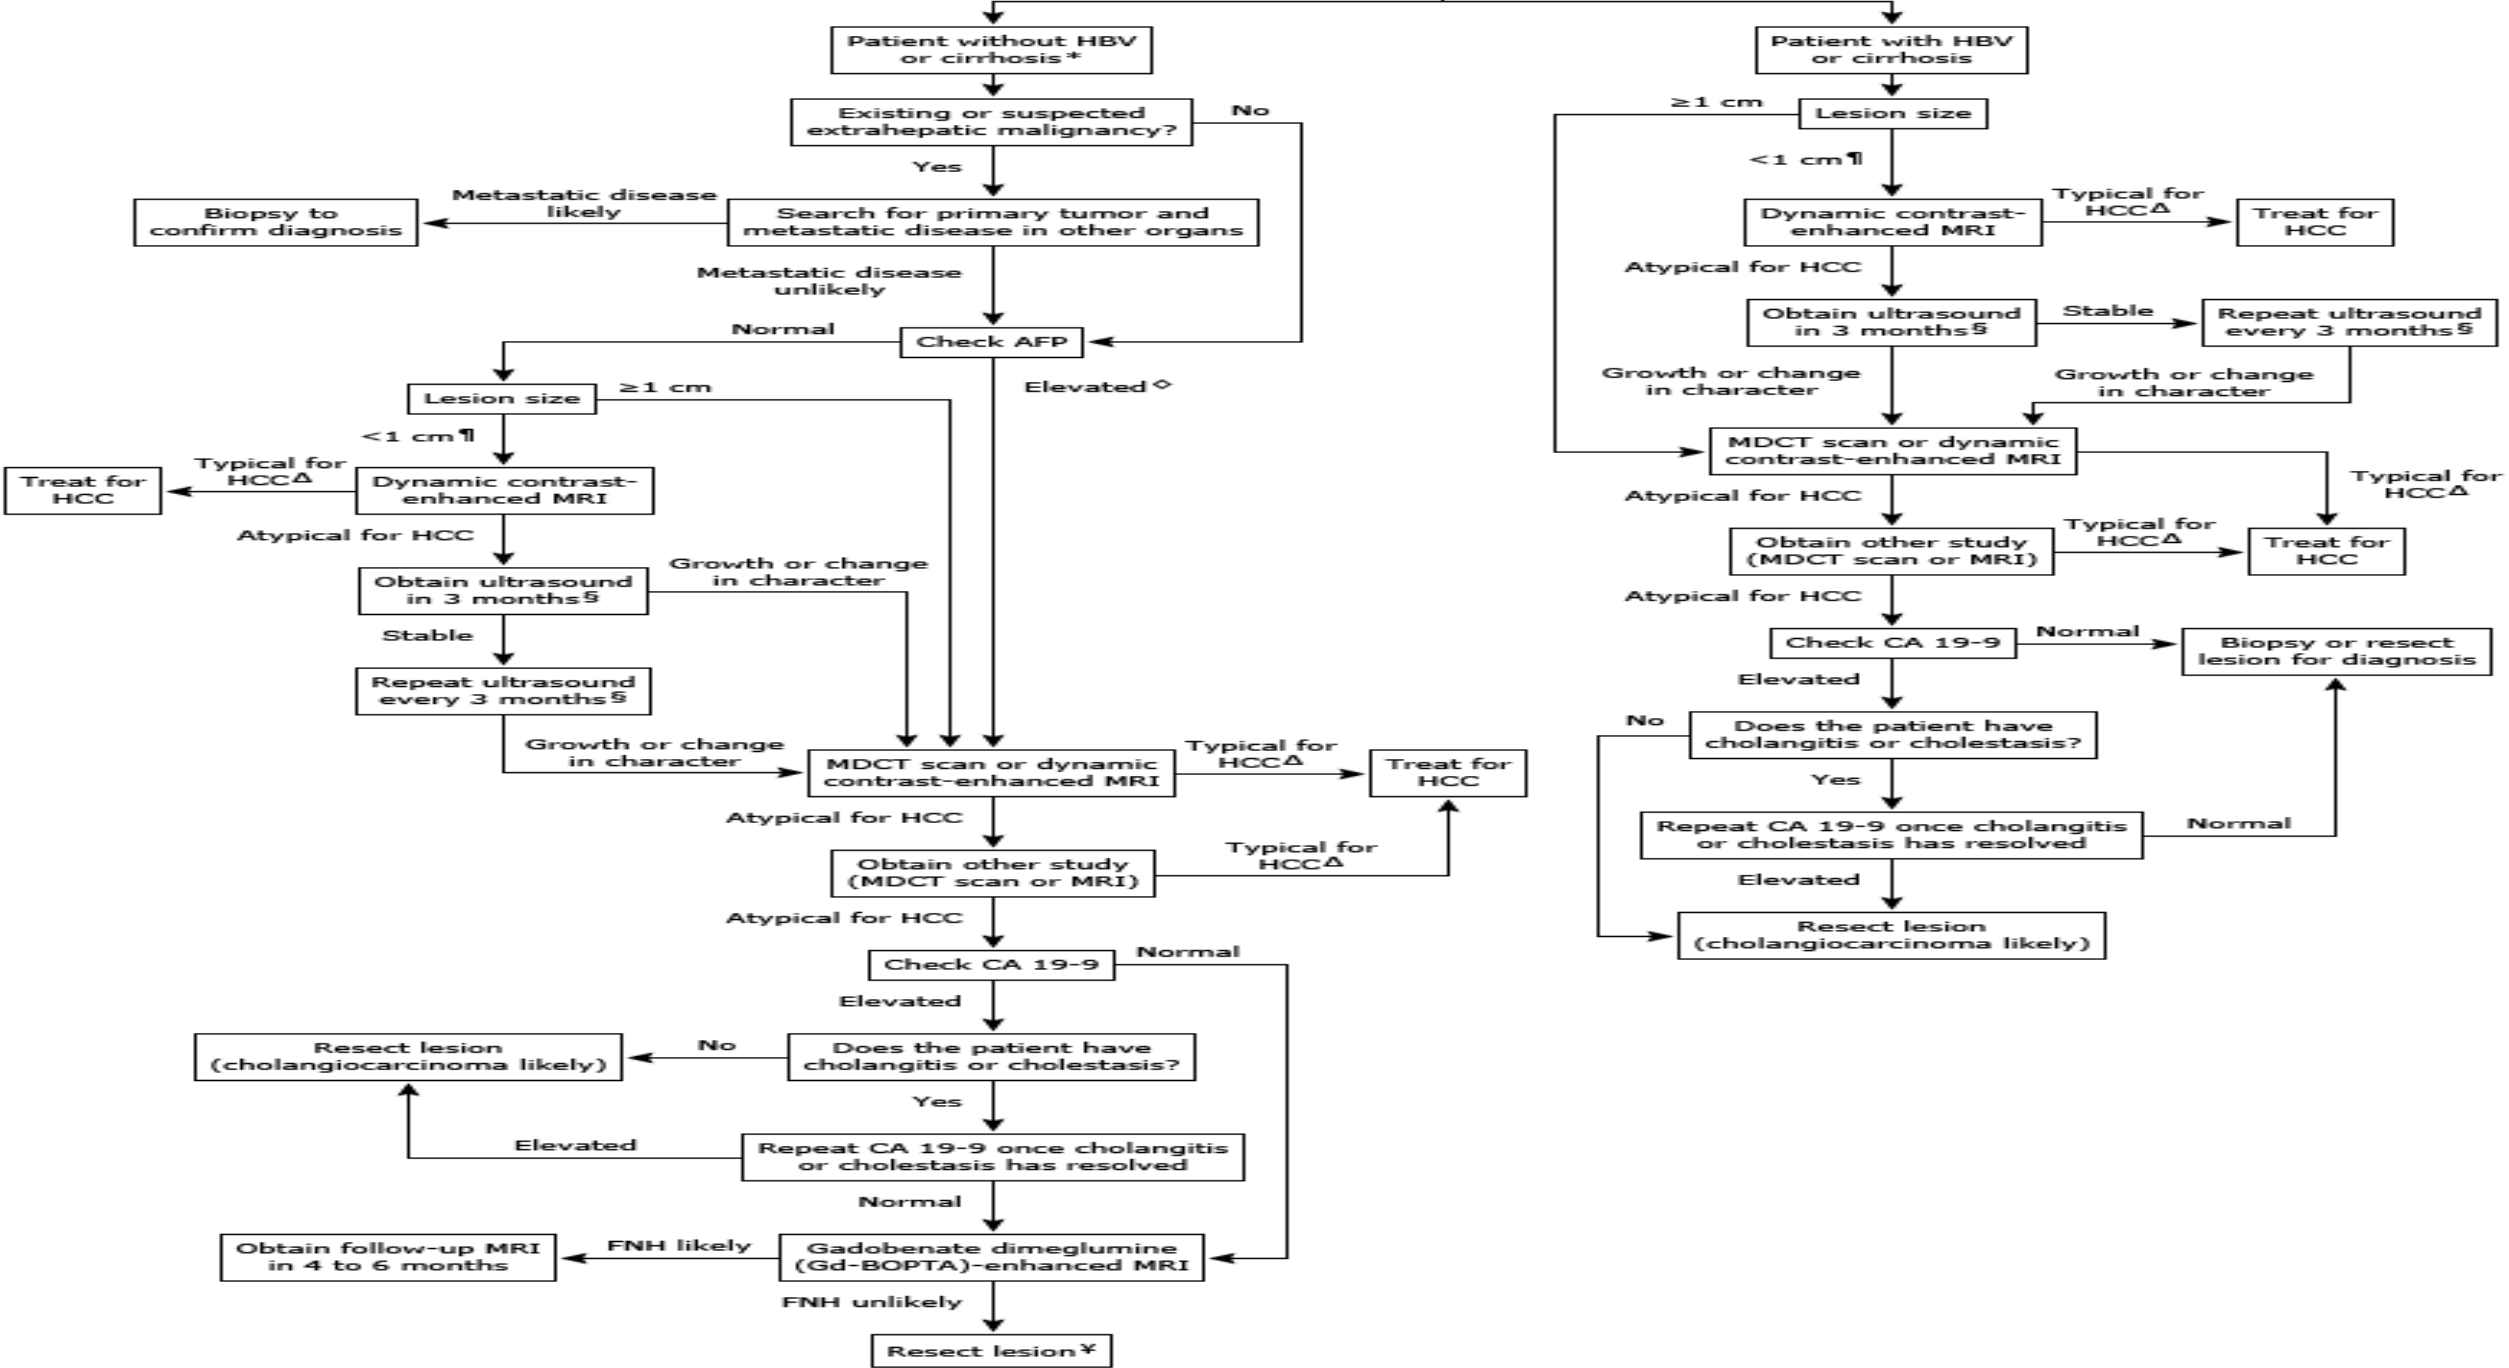 Patient without HBV
or cirrhosis*
Existing or suspected
extrahepatic malignancy?
No
Yes
Metastatic disease
likely
Biopsy to
confirm diagnosis
Search for primary tumor and
metastatic disease in other organs
Metastatic disease
unlikely
Normal
Check AFP
Elevated◇
Lesion size
≥1 cm
<1 cm¶
Typical for
HCCΔ
Treat for
HCC
Dynamic contrast-
enhanced MRI
Atypical for HCC
Obtain ultrasound
in 3 months§
Growth or change
in character
Stable
Repeat ultrasound
every 3 months§
Growth or change
in character
MDCT scan or dynamic
contrast-enhanced MRI
Typical for
HCCΔ
Treat for
HCC
Atypical for HCC
Obtain other study
(MDCT scan or MRI)
Typical for
HCCΔ
Atypical for HCC
Check CA 19-9
Normal
Elevated
Resect lesion
(cholangiocarcinoma likely)
No
Does the patient have
cholangitis or cholestasis?
Yes
Elevated
Repeat CA 19-9 once cholangitis
or cholestasis has resolved
Normal
Obtain follow-up MRI
in 4 to 6 months
FNH likely
Gadobenate dimeglumine
(Gd-BOPTA)-enhanced MRI
FNH unlikely
Resect lesion¥
Patient with HBV
or cirrhosis
≥1 cm
Lesion size
<1 cm¶
Dynamic contrast-
enhanced MRI
Typical for
HCCΔ
Treat for
HCC
Atypical for HCC
Obtain ultrasound
in 3 months§
Stable
Repeat ultrasound
every 3 months§
Growth or change
in character
Growth or change
in character
MDCT scan or dynamic
contrast-enhanced MRI
Typical for
HCCΔ
Atypical for HCC
Obtain other study
(MDCT scan or MRI)
Typical for
HCCΔ
Treat for
HCC
Atypical for HCC
Check CA 19-9
Normal
Biopsy or resect
lesion for diagnosis
Elevated
No
Does the patient have
cholangitis or cholestasis?
Yes
Repeat CA 19-9 once cholangitis
or cholestasis has resolved
Normal
Elevated
Resect lesion
(cholangiocarcinoma likely)